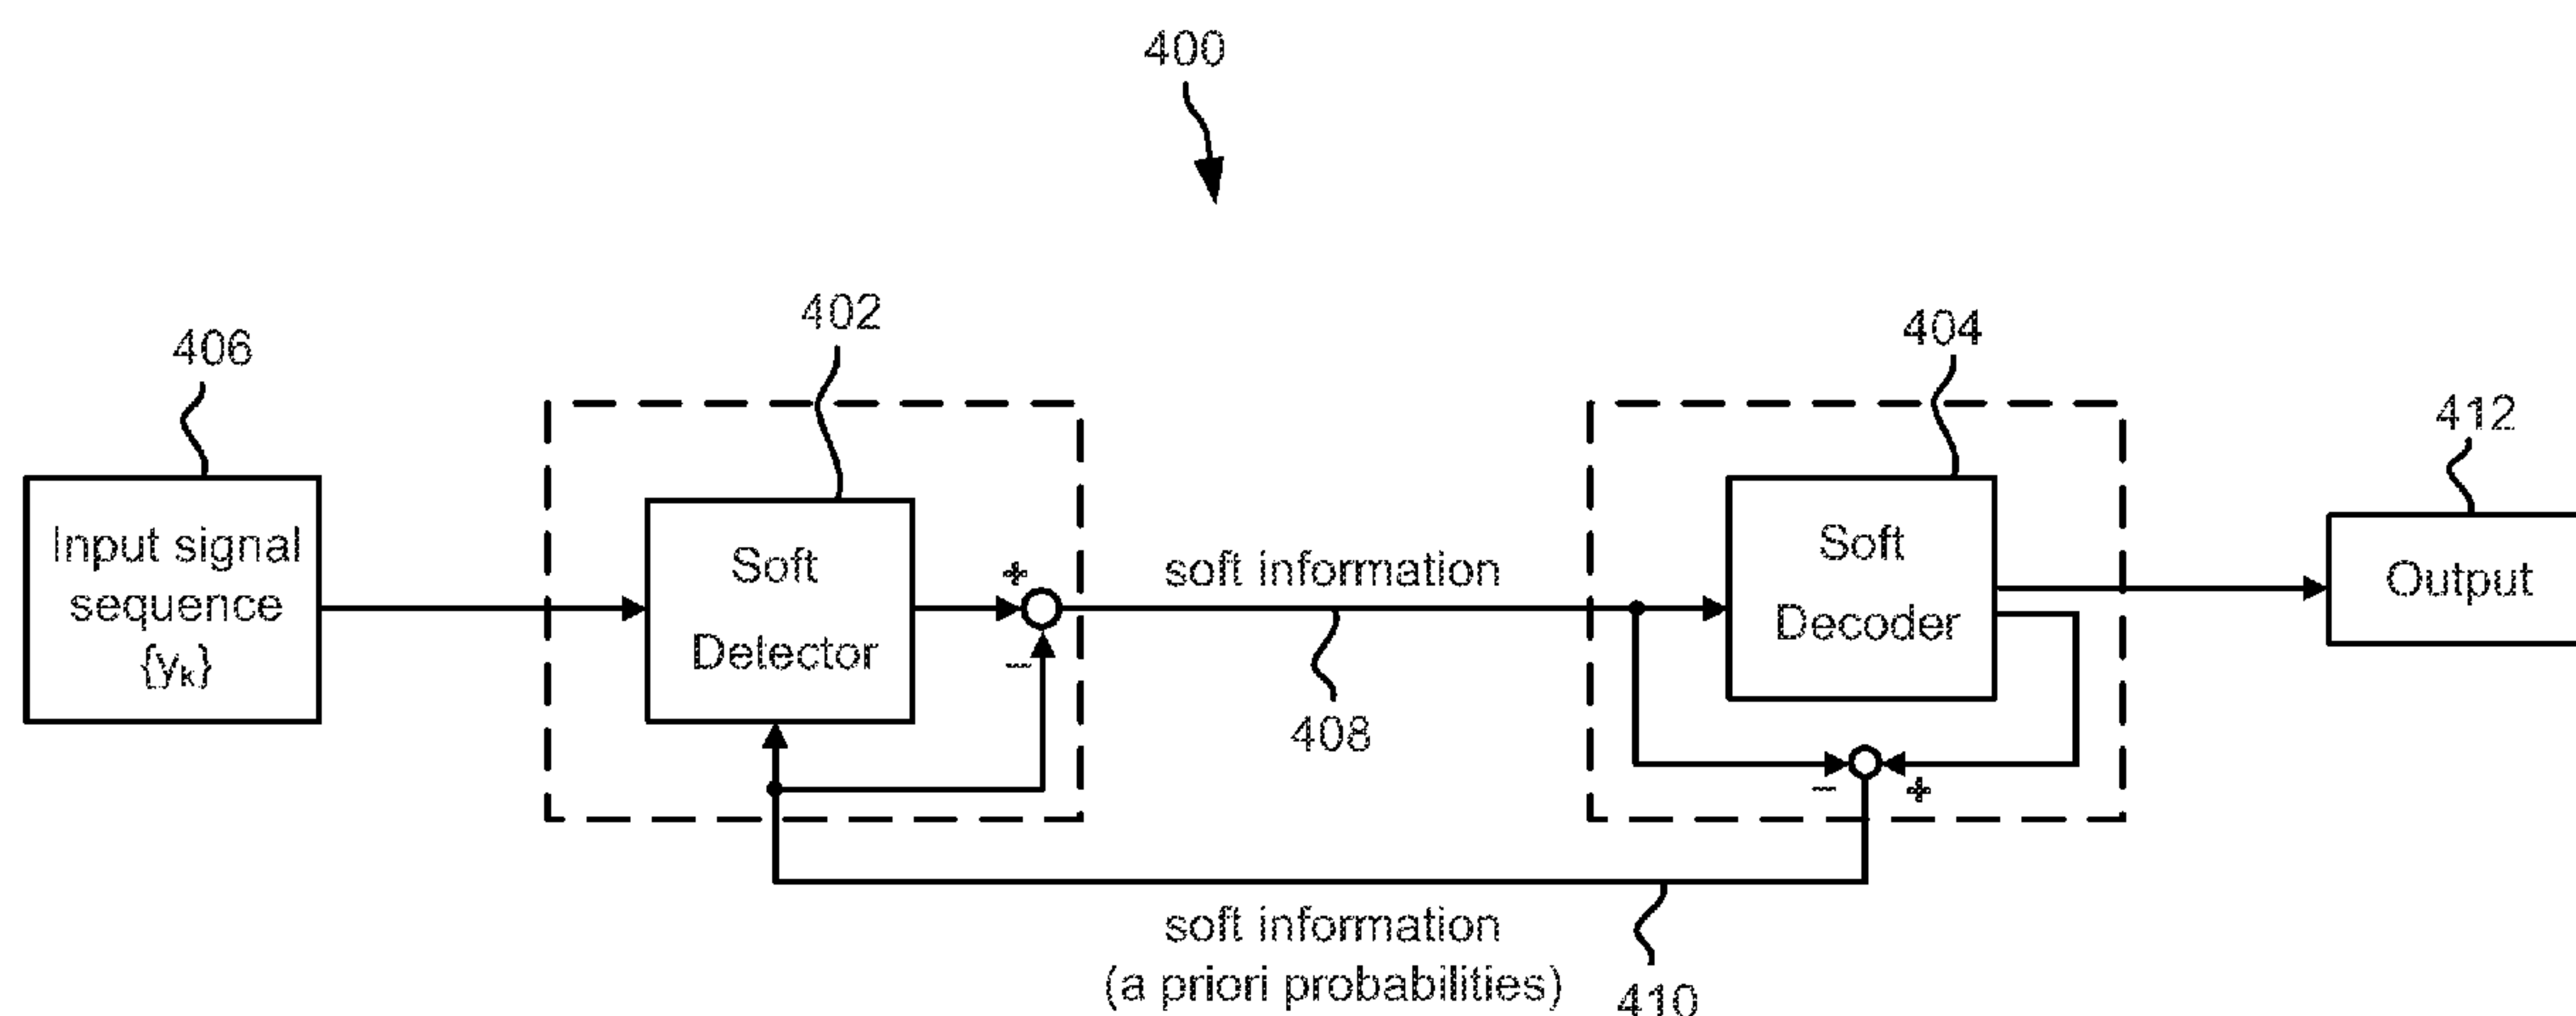 400
402
404
406
412
Input signal
sequence
{yk}
Soft
Detector
+
−
soft information
408
Soft
Decoder
−
+
Output
soft information
(a priori probabilities)
410